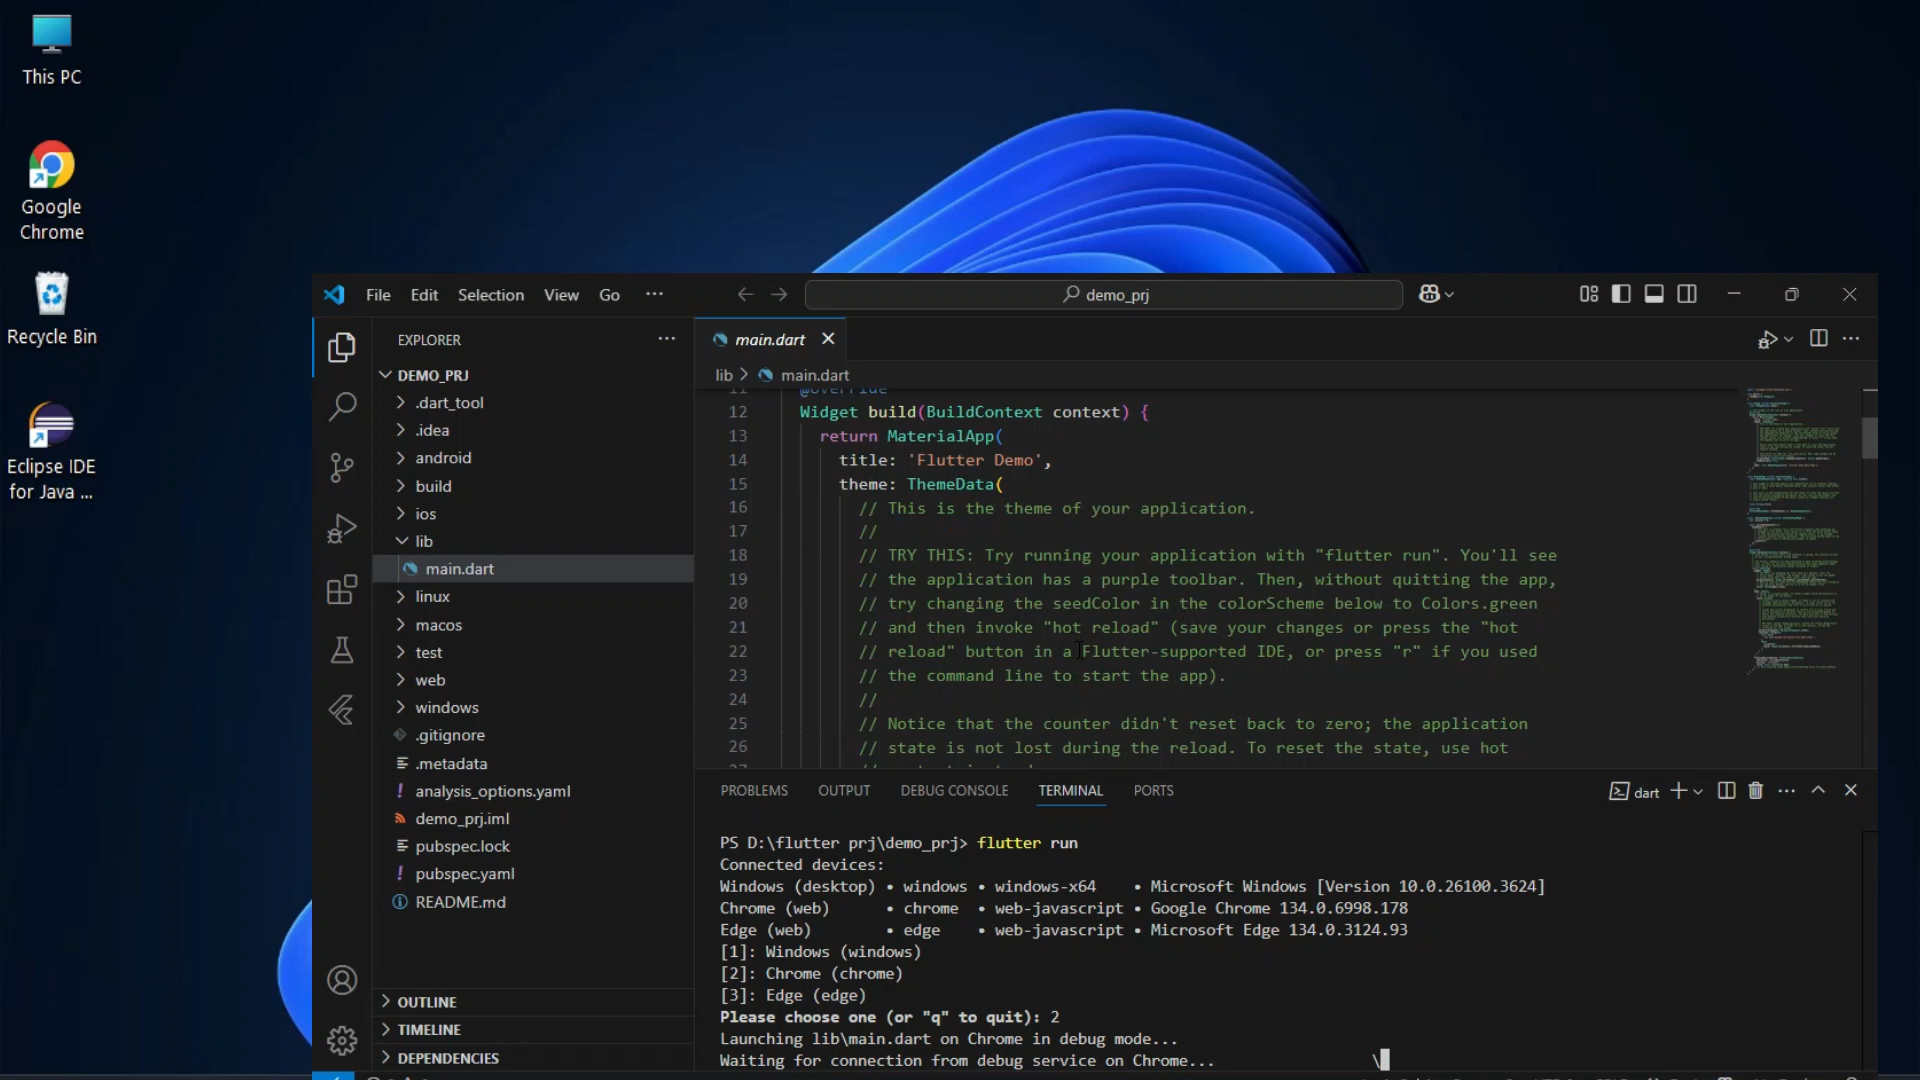 This PC
Google
Chrome
Recycle Bin
Eclipse IDE
for Java ...
File Edit Selection View Go ···
demo_prj
EXPLORER
DEMO_PRJ
.dart_tool
.idea
android
build
ios
lib
main.dart
linux
macos
test
web
windows
.gitignore
.metadata
analysis_options.yaml
demo_prj.iml
pubspec.lock
pubspec.yaml
README.md
OUTLINE
TIMELINE
DEPENDENCIES
main.dart
lib > main.dart
11 @override
12 Widget build(BuildContext context) {
13 return MaterialApp(
14 title: 'Flutter Demo',
15 theme: ThemeData(
16 // This is the theme of your application.
17 //
18 // TRY THIS: Try running your application with "flutter run". You'll see
19 // the application has a purple toolbar. Then, without quitting the app,
20 // try changing the seedColor in the colorScheme below to Colors.green
21 // and then invoke "hot reload" (save your changes or press the "hot
22 // reload" button in a Flutter-supported IDE, or press "r" if you used
23 // the command line to start the app).
24 //
25 // Notice that the counter didn't reset back to zero; the application
26 // state is not lost during the reload. To reset the state, use hot
PROBLEMS OUTPUT DEBUG CONSOLE TERMINAL PORTS
dart
PS D:\flutter prj\demo_prj> flutter run
Connected devices:
Windows (desktop) • windows • windows-x64 • Microsoft Windows [Version 10.0.26100.3624]
Chrome (web) • chrome • web-javascript • Google Chrome 134.0.6998.178
Edge (web) • edge • web-javascript • Microsoft Edge 134.0.3124.93
[1]: Windows (windows)
[2]: Chrome (chrome)
[3]: Edge (edge)
Please choose one (or "q" to quit): 2
Launching lib\main.dart on Chrome in debug mode...
Waiting for connection from debug service on Chrome... \